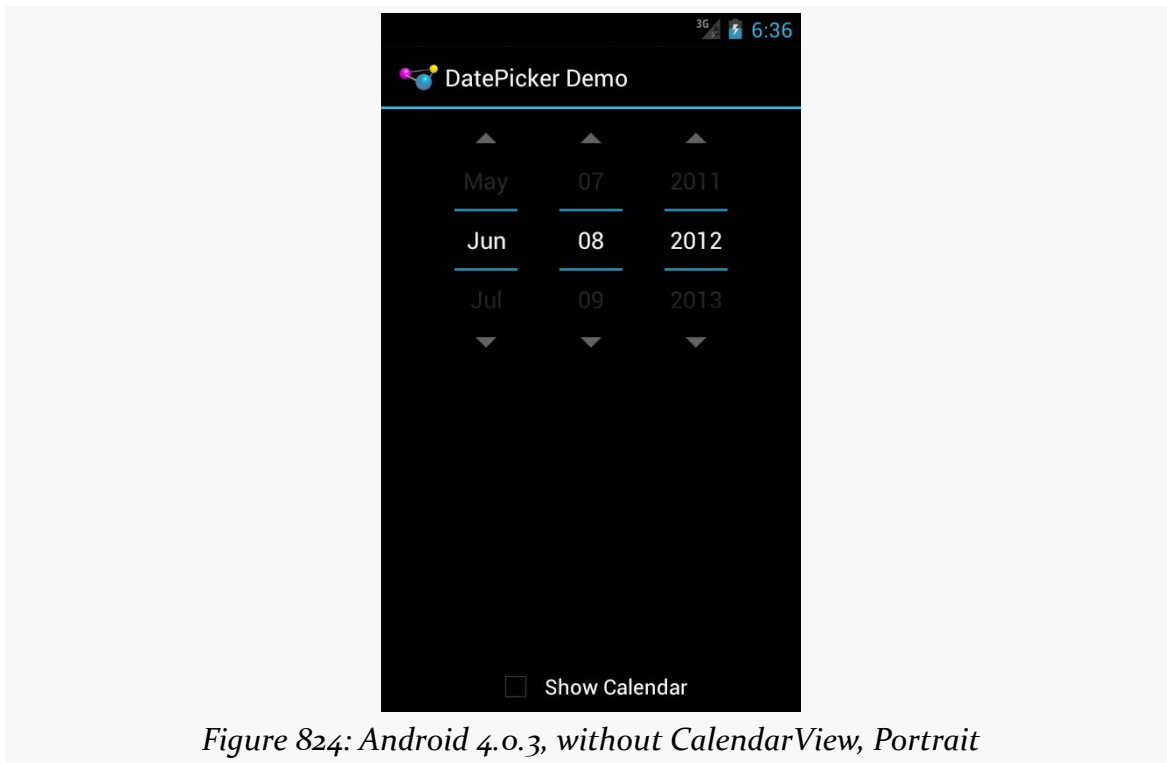 3G 6:36
DatePicker Demo
May 07 2011
Jun 08 2012
Jul 09 2013
Show Calendar
Figure 824: Android 4.0.3, without CalendarView, Portrait